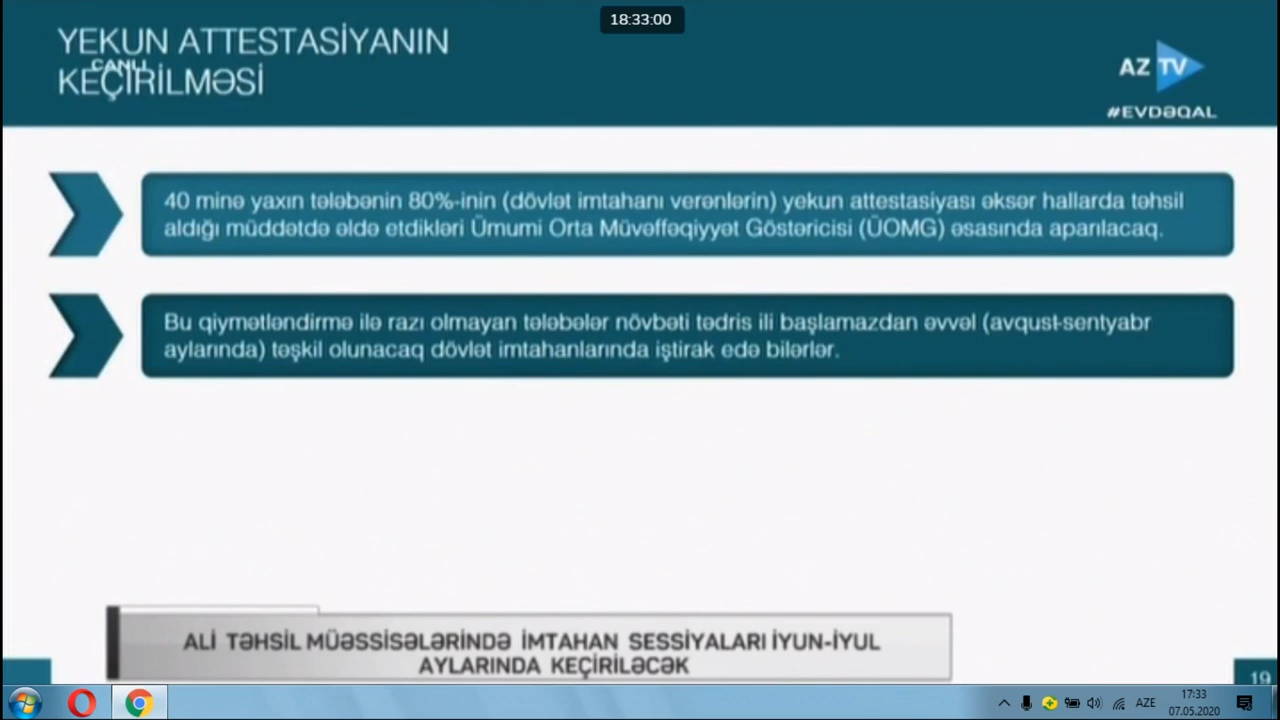 18:33:00
YEKUN ATTESTASİYANIN
KEÇİRİLMƏSİ
CANLI
AZ TV
#EVDƏQAL
40 minə yaxın tələbənin 80%-inin (dövlət imtahanı verənlərin) yekun attestasiyası əksər hallarda təhsil
aldığı müddətdə əldə etdikləri Ümumi Orta Müvəffəqiyyət Göstəricisi (ÜOMG) əsasında aparılacaq.
Bu qiymətləndirmə ilə razı olmayan tələbələr növbəti tədris ili başlamazdan əvvəl (avqust-sentyabr
aylarında) təşkil olunacaq dövlət imtahanlarında iştirak edə bilərlər.
ALİ TƏHSİL MÜƏSSİSƏLƏRİNDƏ İMTAHAN SESSİYALARI İYUN-İYUL
AYLARINDA KEÇİRİLƏCƏK
19
AZE
17:33
07.05.2020